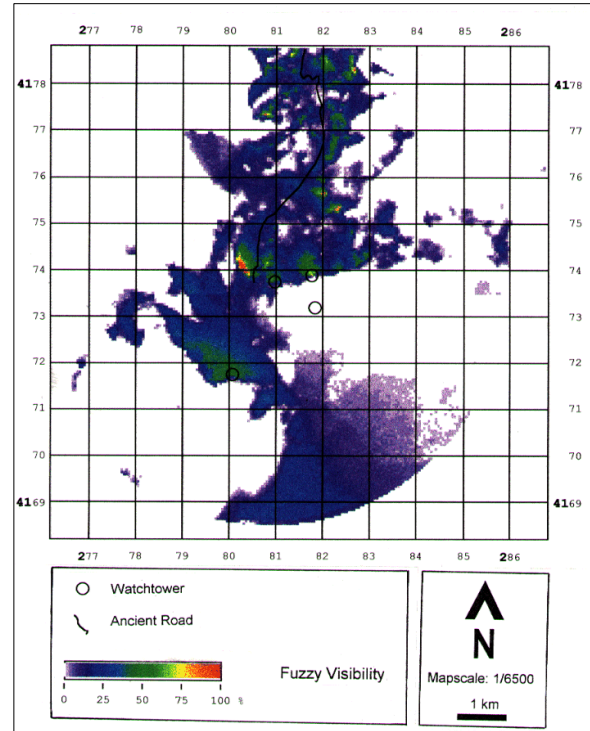 277 78 79 80 81 82 83 84 85 286
4178 4178
77 77
76 76
75 75
74 74
73 73
72 72
71 71
70 70
4169 4169
277 78 79 80 81 82 83 84 85 286
Watchtower
Ancient Road
Fuzzy Visibility
0 25 50 75 100 %
N
Mapscale: 1/6500
1 km